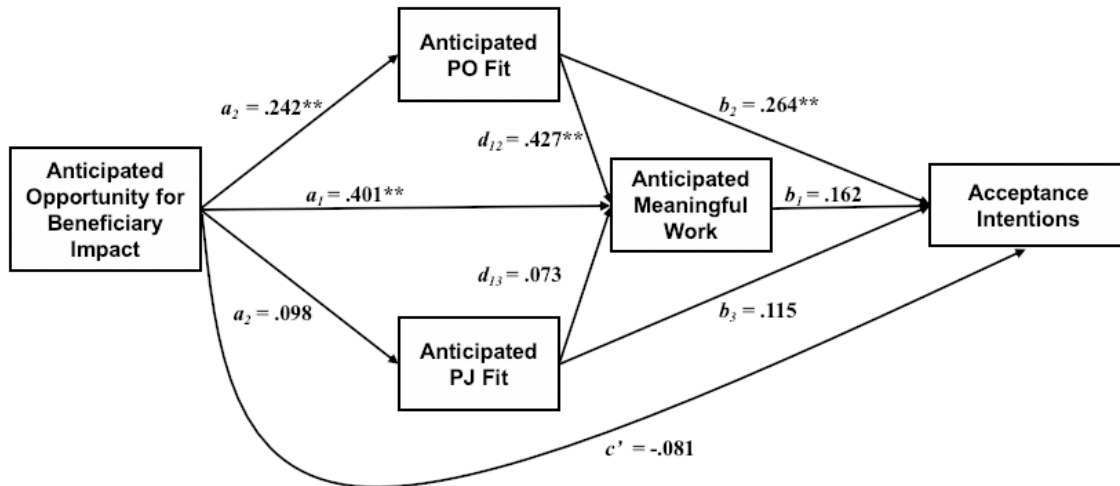 Anticipated
PO Fit
a₂ = .242**
b₂ = .264**
d₁₂ = .427**
Anticipated
Opportunity for
Beneficiary
Impact
a₁ = .401**
Anticipated
Meaningful
Work
b₁ = .162
Acceptance
Intentions
d₁₃ = .073
a₂ = .098
b₃ = .115
Anticipated
PJ Fit
c’ = -.081